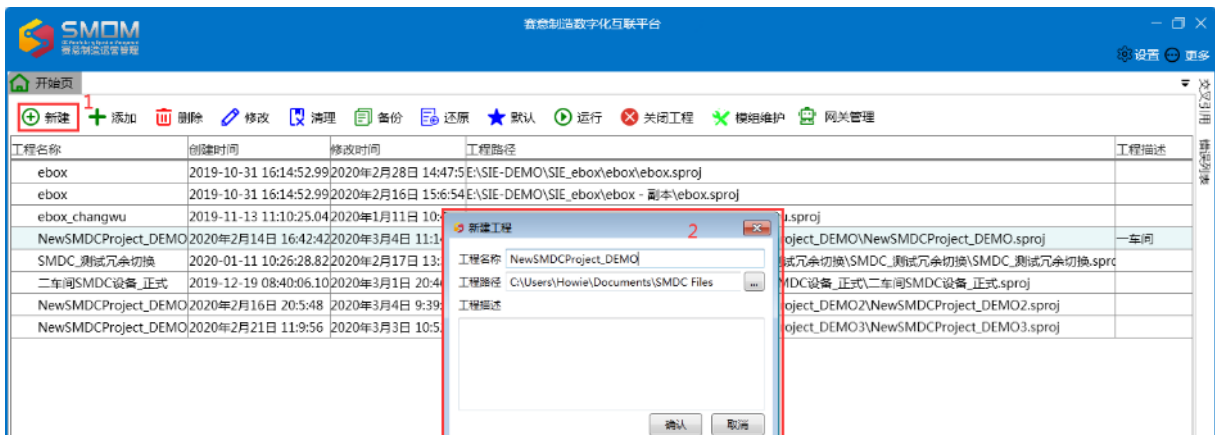 SMOM
赛意制造运营管理
赛意制造数字化互联平台
设置 更多
开始页
1
新建 添加 删除 修改 清理 备份 还原 默认 运行 关闭工程 模组维护 网关管理
交叉引用
错误列表
工程名称 创建时间 修改时间 工程路径 工程描述
ebox 2019-10-31 16:14:52.99 2020年2月28日 14:47:5 E:\SIE-DEMO\SIE_ebox\ebox\ebox.sproj
ebox 2019-10-31 16:14:52.99 2020年2月16日 15:6:54 E:\SIE-DEMO\SIE_ebox\ebox - 副本\ebox.sproj
ebox_changwu 2019-11-13 11:10:25.04 2020年1月11日 10: u.sproj
NewSMDCProject_DEMO 2020年2月14日 16:42:42 2020年3月4日 11:1 oject_DEMO\NewSMDCProject_DEMO.sproj 一车间
SMDC_测试冗余切换 2020-01-11 10:26:28.82 2020年2月17日 13: 试冗余切换\SMDC_测试冗余切换\SMDC_测试冗余切换.spro
二车间SMDC设备_正式 2019-12-19 08:40:06.10 2020年3月1日 20:4 MDC设备_正式\二车间SMDC设备_正式.sproj
NewSMDCProject_DEMO 2020年2月16日 20:5:48 2020年3月4日 9:39: oject_DEMO2\NewSMDCProject_DEMO2.sproj
NewSMDCProject_DEMO 2020年2月21日 11:9:56 2020年3月3日 10:5 oject_DEMO3\NewSMDCProject_DEMO3.sproj
新建工程 2
工程名称 NewSMDCProject_DEMO
工程路径 C:\Users\Howie\Documents\SMDC Files ...
工程描述
确认 取消